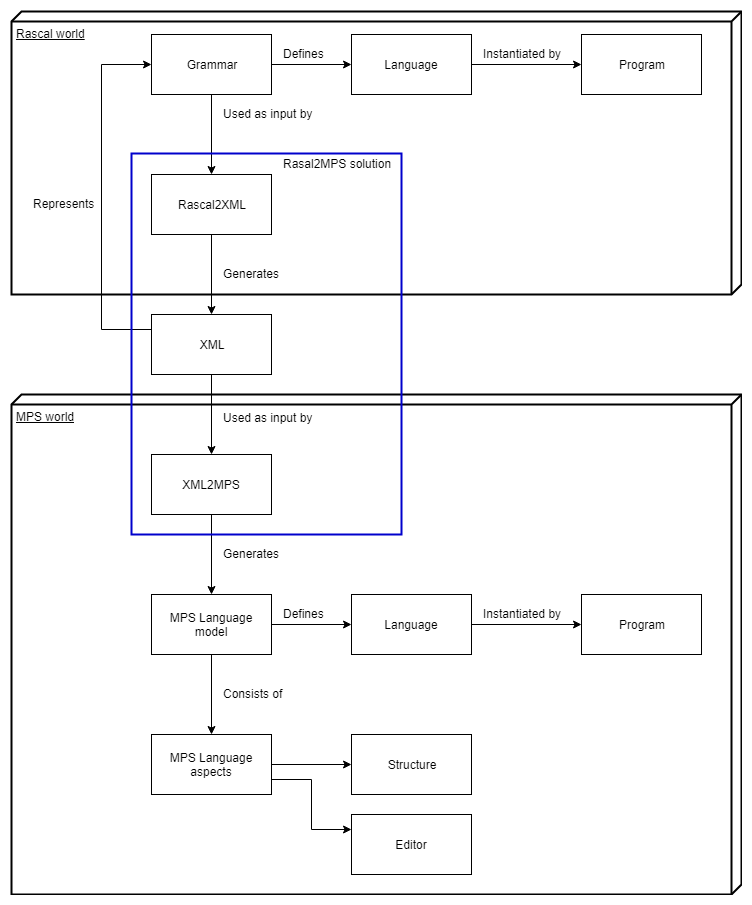 Rascal world
Grammar
Defines
Language
Instantiated by
Program
Used as input by
Rasal2MPS solution
Rascal2XML
Represents
Generates
XML
MPS world
Used as input by
XML2MPS
Generates
MPS Language
model
Defines
Language
Instantiated by
Program
Consists of
MPS Language
aspects
Structure
Editor